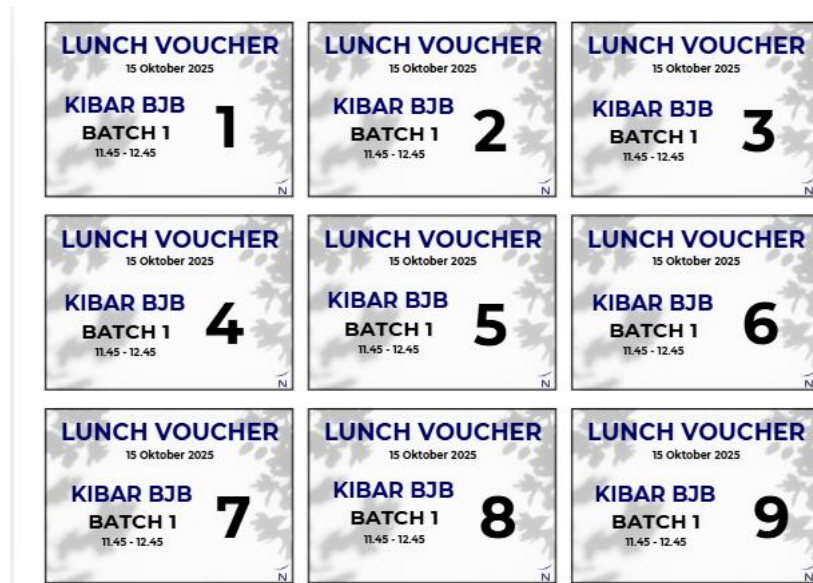 LUNCH VOUCHER
15 Oktober 2025
KIBAR BJB
BATCH 1
11.45 - 12.45
1
N
LUNCH VOUCHER
15 Oktober 2025
KIBAR BJB
BATCH 1
11.45 - 12.45
2
N
LUNCH VOUCHER
15 Oktober 2025
KIBAR BJB
BATCH 1
11.45 - 12.45
3
N
LUNCH VOUCHER
15 Oktober 2025
KIBAR BJB
BATCH 1
11.45 - 12.45
4
N
LUNCH VOUCHER
15 Oktober 2025
KIBAR BJB
BATCH 1
11.45 - 12.45
5
N
LUNCH VOUCHER
15 Oktober 2025
KIBAR BJB
BATCH 1
11.45 - 12.45
6
N
LUNCH VOUCHER
15 Oktober 2025
KIBAR BJB
BATCH 1
11.45 - 12.45
7
N
LUNCH VOUCHER
15 Oktober 2025
KIBAR BJB
BATCH 1
11.45 - 12.45
8
N
LUNCH VOUCHER
15 Oktober 2025
KIBAR BJB
BATCH 1
11.45 - 12.45
9
N